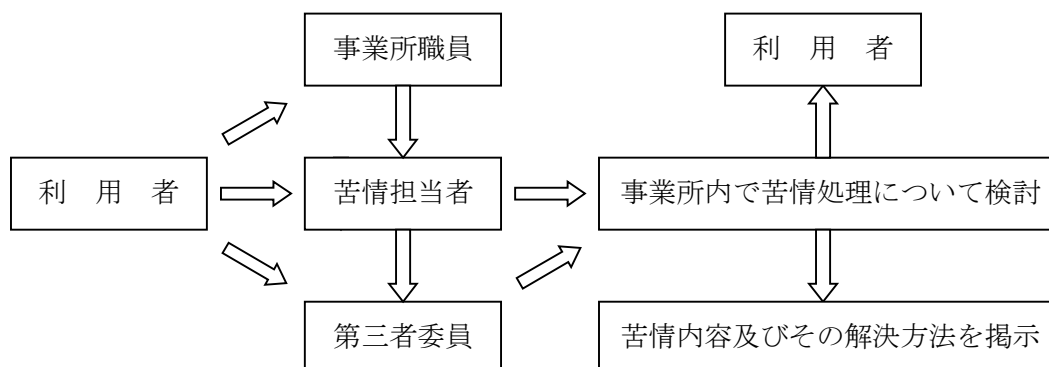 事業所職員
利　用　者
利　用　者
苦情担当者
事業所内で苦情処理について検討
第三者委員
苦情内容及びその解決方法を掲示